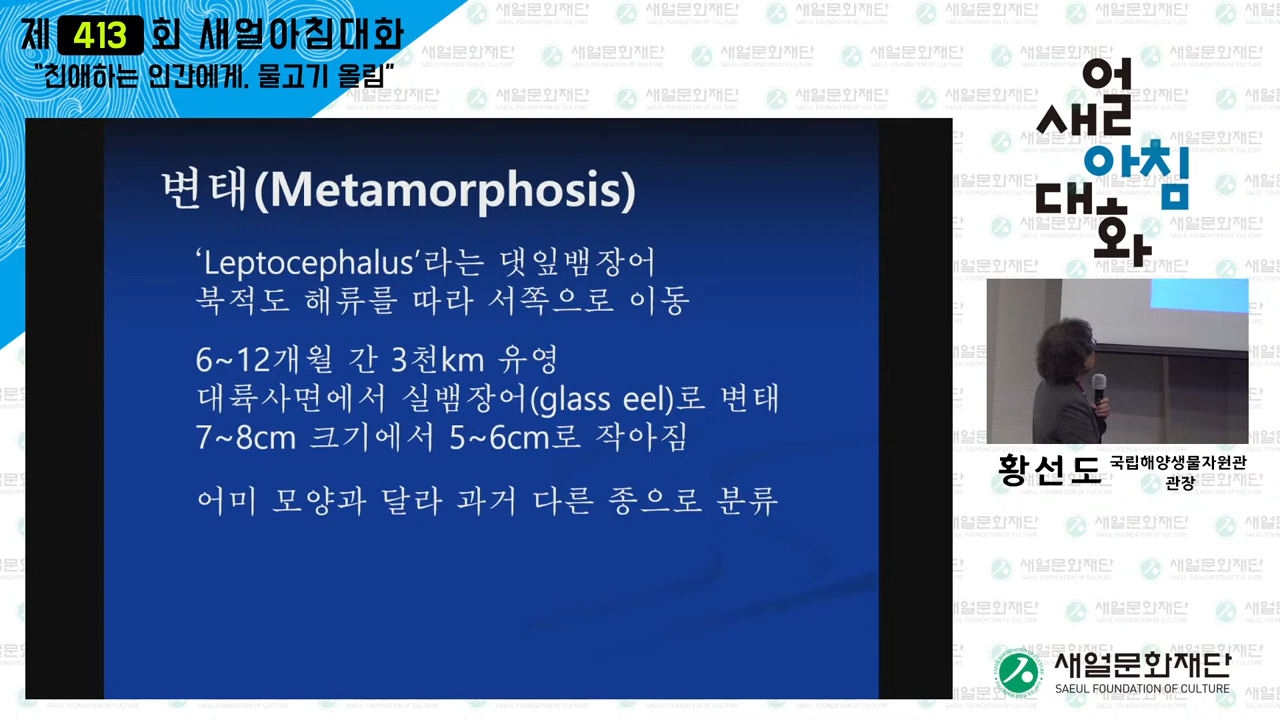 제 413 회 새얼아침대화
“친애하는 인간에게, 물고기 올림”
변태(Metamorphosis)
‘Leptocephalus’라는 댓잎뱀장어
북적도 해류를 따라 서쪽으로 이동
6~12개월 간 3천km 유영
대륙사면에서 실뱀장어(glass eel)로 변태
7~8cm 크기에서 5~6cm로 작아짐
어미 모양과 달라 과거 다른 종으로 분류
새얼
아침
대화
황선도 국립해양생물자원관
관장
새얼문화재단
SAEUL FOUNDATION OF CULTURE